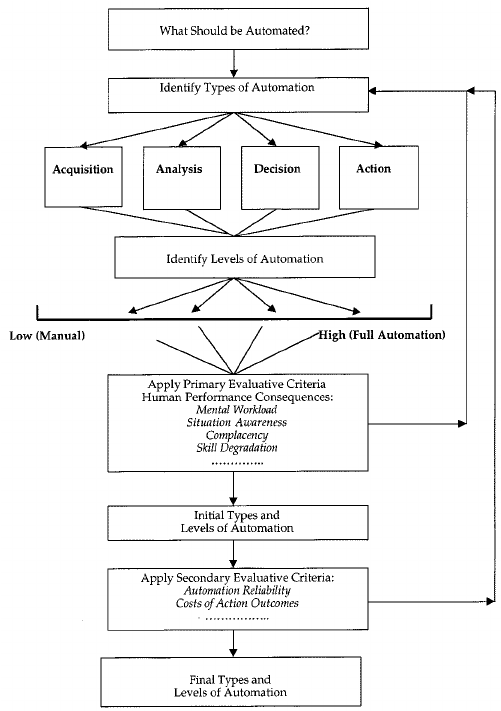 What Should be Automated?
Identify Types of Automation
Acquisition
Analysis
Decision
Action
Identify Levels of Automation
Low (Manual)
High (Full Automation)
Apply Primary Evaluative Criteria
Human Performance Consequences:
Mental Workload
Situation Awareness
Complacency
Skill Degradation
..............
Initial Types and
Levels of Automation
Apply Secondary Evaluative Criteria:
Automation Reliability
Costs of Action Outcomes
................
Final Types and
Levels of Automation